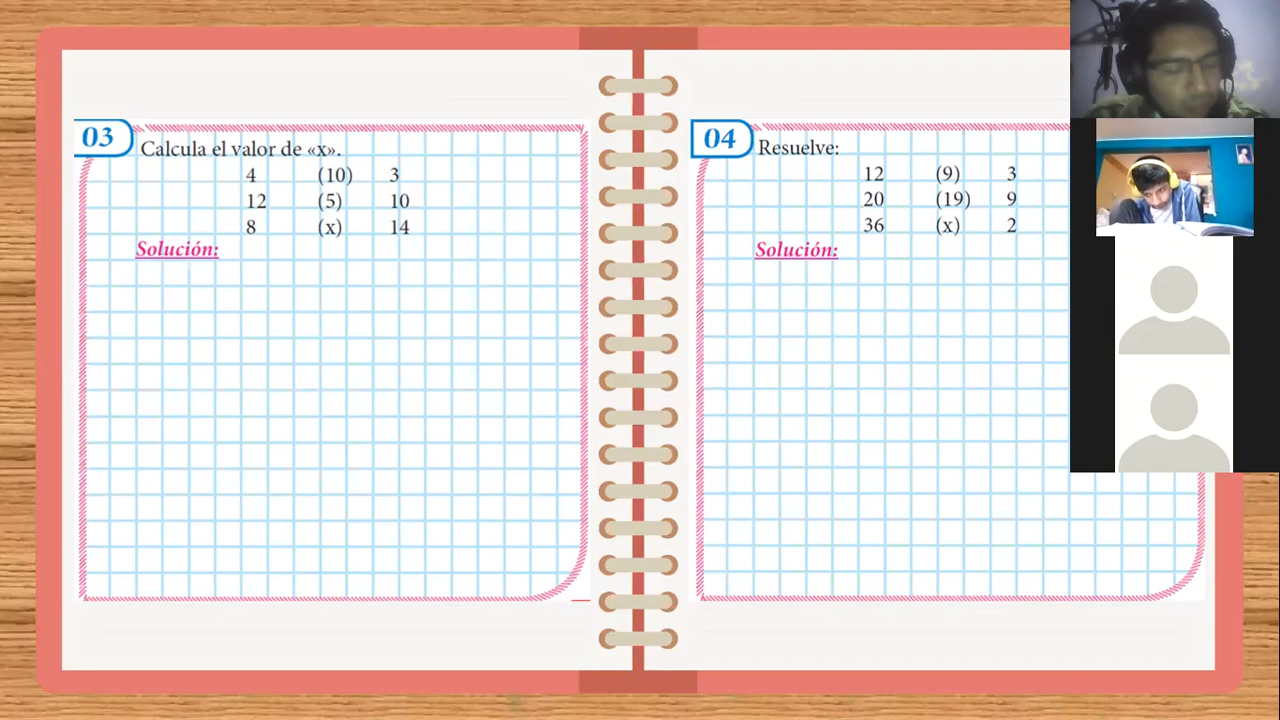 03
Calcula el valor de «x».
4 (10) 3
12 (5) 10
8 (x) 14
Solución:
04
Resuelve:
12 (9) 3
20 (19) 9
36 (x) 2
Solución: